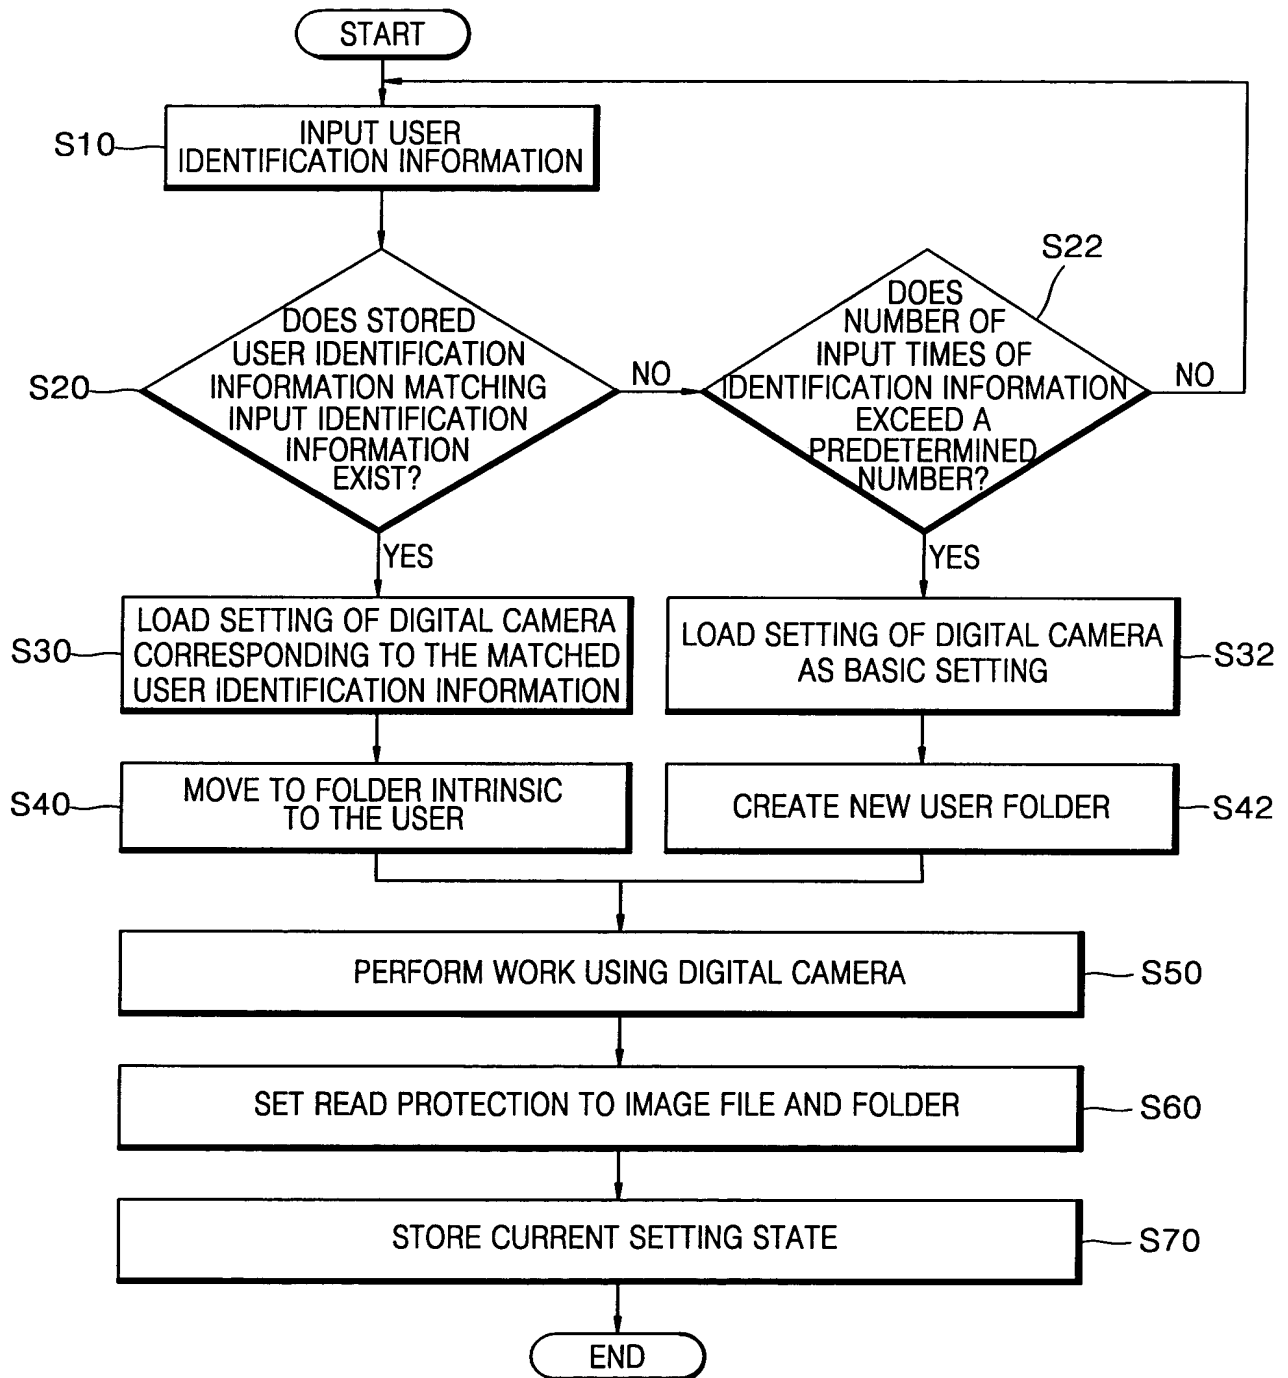 START
S10
INPUT USER
IDENTIFICATION INFORMATION
S20
DOES STORED
USER IDENTIFICATION
INFORMATION MATCHING
INPUT IDENTIFICATION
INFORMATION
EXIST?
NO
YES
S22
DOES
NUMBER OF
INPUT TIMES OF
IDENTIFICATION INFORMATION
EXCEED A
PREDETERMINED
NUMBER?
NO
YES
S30
LOAD SETTING OF DIGITAL CAMERA
CORRESPONDING TO THE MATCHED
USER IDENTIFICATION INFORMATION
LOAD SETTING OF DIGITAL CAMERA
AS BASIC SETTING
S32
S40
MOVE TO FOLDER INTRINSIC
TO THE USER
CREATE NEW USER FOLDER
S42
PERFORM WORK USING DIGITAL CAMERA
S50
SET READ PROTECTION TO IMAGE FILE AND FOLDER
S60
STORE CURRENT SETTING STATE
S70
END